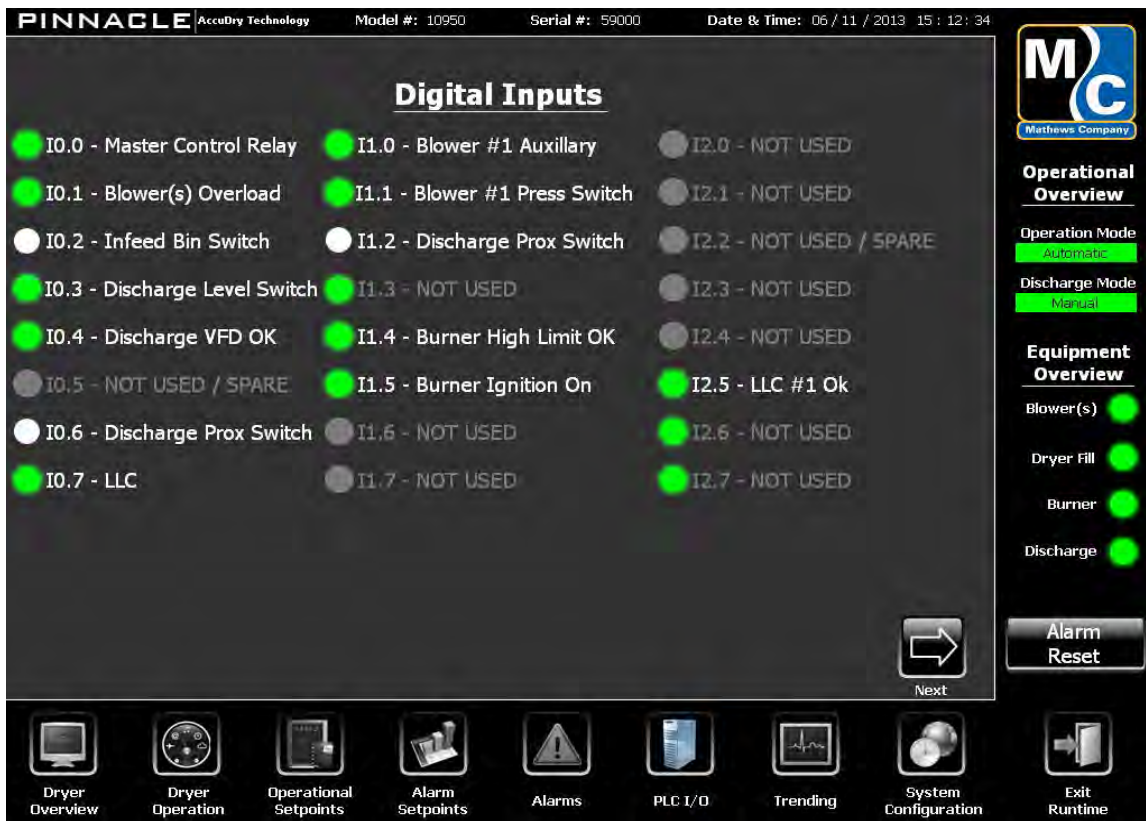 PINNACLE AccuDry Technology Model #: 10950 Serial #: 59000 Date & Time: 06 / 11 / 2013 15 : 12 : 34
MC
Mathews Company
Digital Inputs
I0.0 - Master Control Relay
I0.1 - Blower(s) Overload
I0.2 - Infeed Bin Switch
I0.3 - Discharge Level Switch
I0.4 - Discharge VFD OK
I0.5 - NOT USED / SPARE
I0.6 - Discharge Prox Switch
I0.7 - LLC
I1.0 - Blower #1 Auxillary
I1.1 - Blower #1 Press Switch
I1.2 - Discharge Prox Switch
I1.3 - NOT USED
I1.4 - Burner High Limit OK
I1.5 - Burner Ignition On
I1.6 - NOT USED
I1.7 - NOT USED
I2.0 - NOT USED
I2.1 - NOT USED
I2.2 - NOT USED / SPARE
I2.3 - NOT USED
I2.4 - NOT USED
I2.5 - LLC #1 Ok
I2.6 - NOT USED
I2.7 - NOT USED
Next
Operational
Overview
Operation Mode
Automatic
Discharge Mode
Manual
Equipment
Overview
Blower(s)
Dryer Fill
Burner
Discharge
Alarm
Reset
Dryer
Overview
Dryer
Operation
Operational
Setpoints
Alarm
Setpoints
Alarms
PLC I/O
Trending
System
Configuration
Exit
Runtime